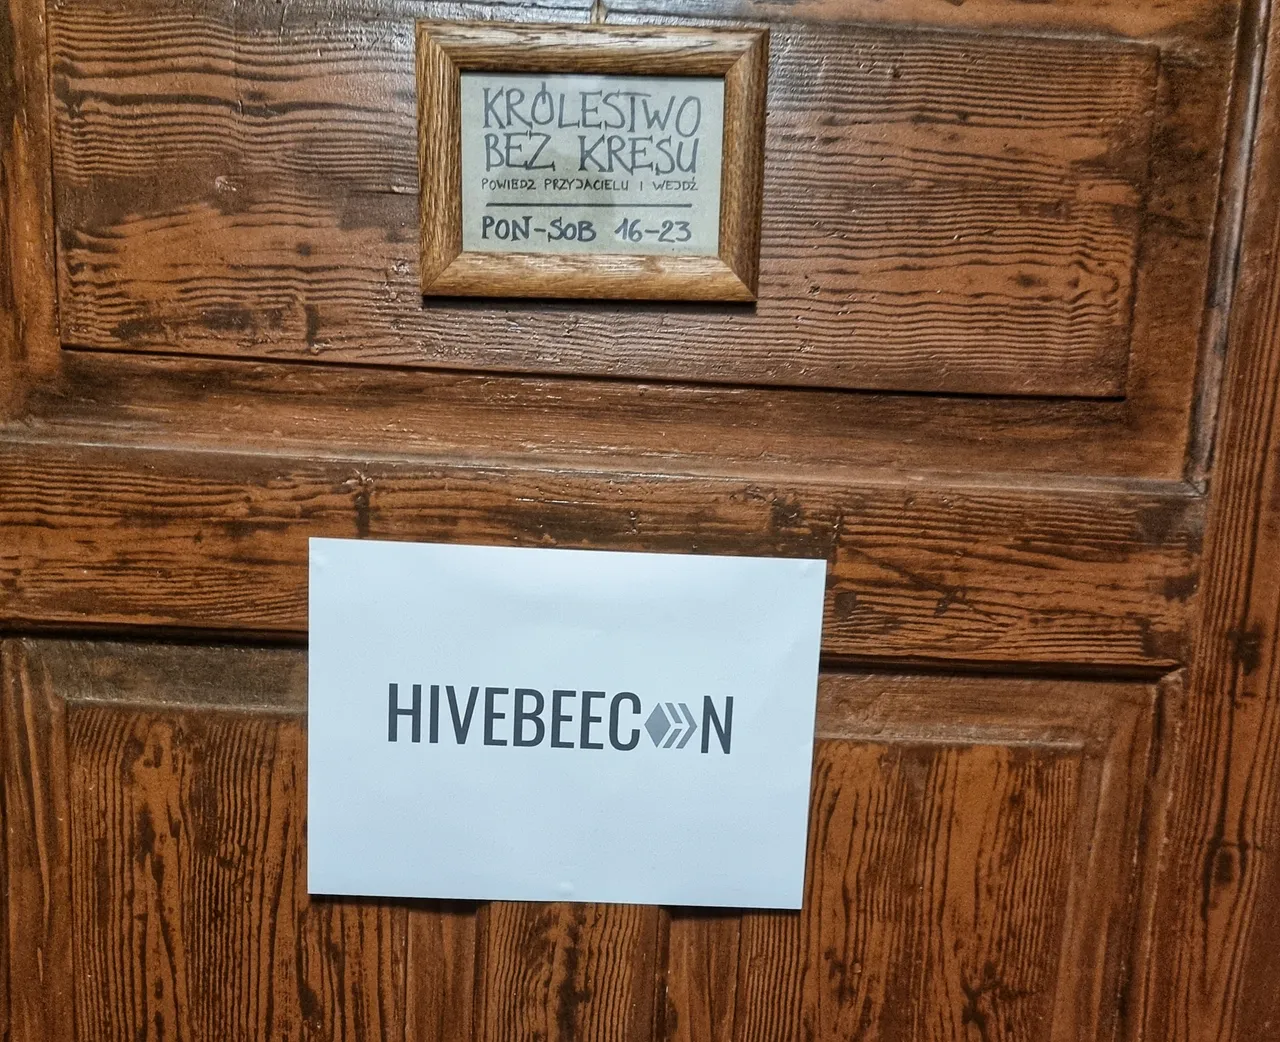 KRÓLESTWO
BEZ KRESU
POWIEDZ PRZYJACIELU I WEJDŹ
PON-SOB 16-23
HIVEBEECON